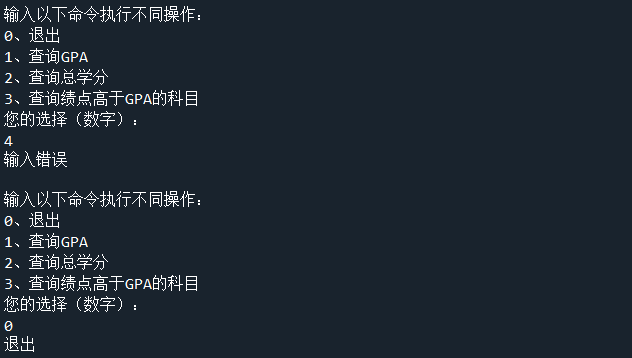 输入以下命令执行不同操作：
0、退出
1、查询GPA
2、查询总学分
3、查询绩点高于GPA的科目
您的选择（数字）：
4
输入错误
输入以下命令执行不同操作：
0、退出
1、查询GPA
2、查询总学分
3、查询绩点高于GPA的科目
您的选择（数字）：
0
退出